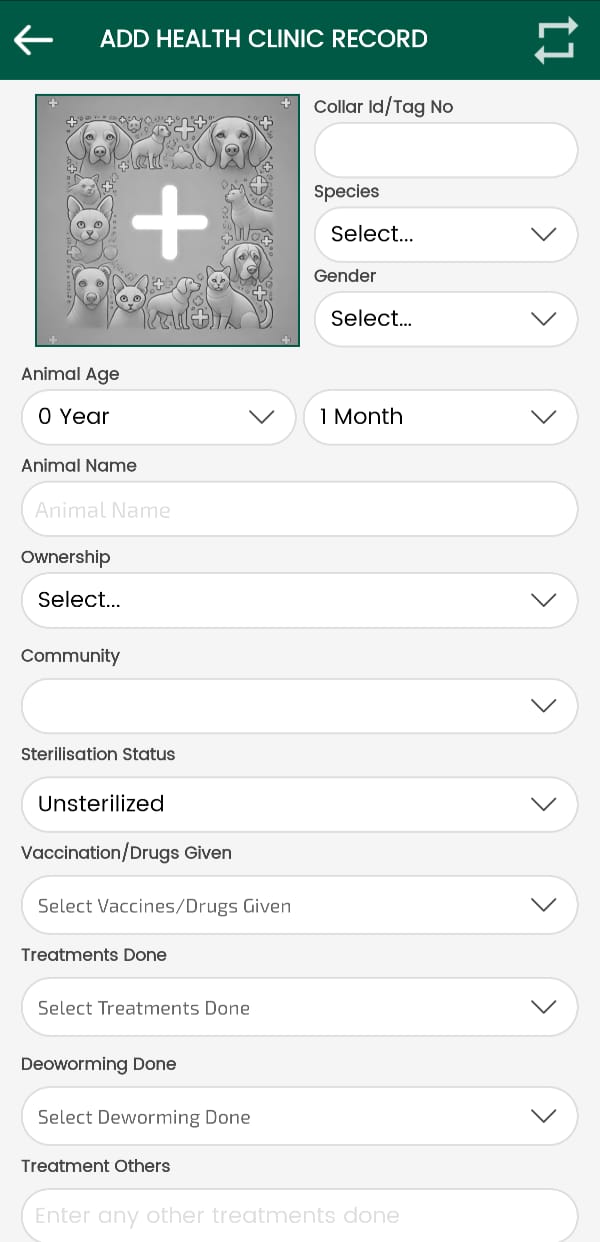 ADD HEALTH CLINIC RECORD
Collar Id/Tag No
Species
Select...
Gender
Select...
Animal Age
0 Year
1 Month
Animal Name
Animal Name
Ownership
Select...
Community
Sterilisation Status
Unsterilized
Vaccination/Drugs Given
Select Vaccines/Drugs Given
Treatments Done
Select Treatments Done
Deoworming Done
Select Deworming Done
Treatment Others
Enter any other treatments done